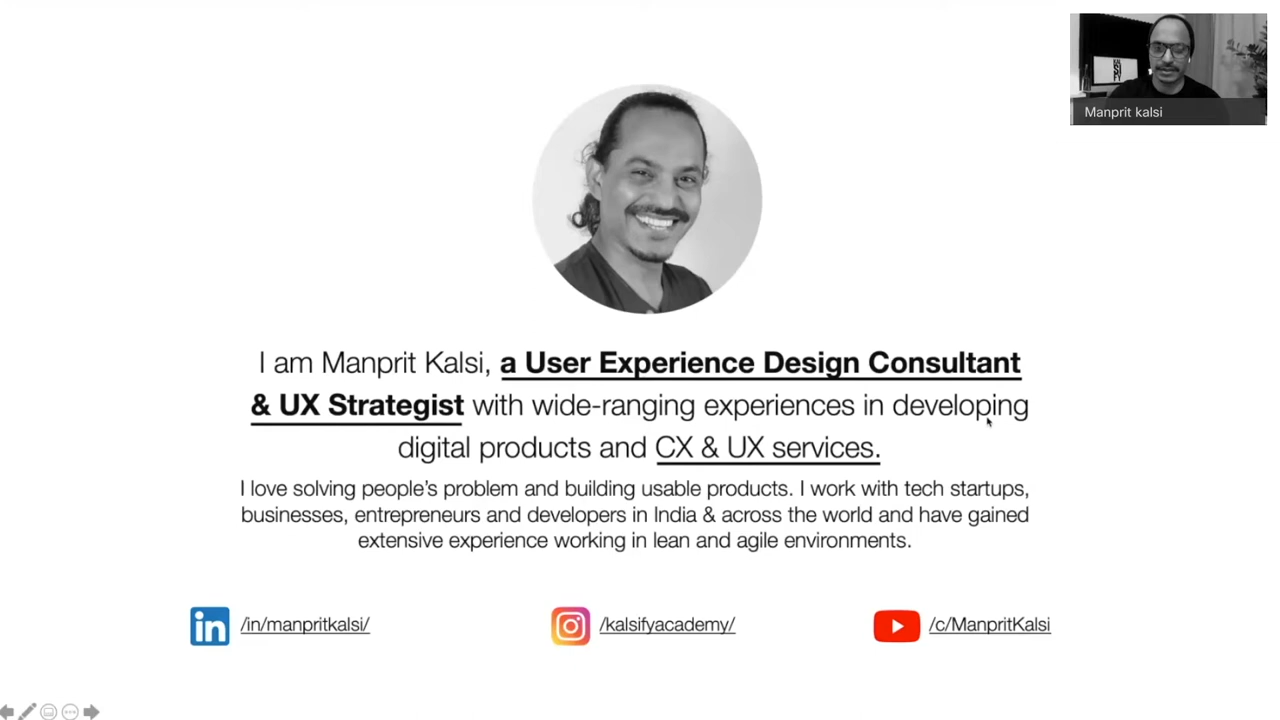 Manprit kalsi
I am Manprit Kalsi, a User Experience Design Consultant
& UX Strategist with wide-ranging experiences in developing
digital products and CX & UX services.
I love solving people's problem and building usable products. I work with tech startups,
businesses, entrepreneurs and developers in India & across the world and have gained
extensive experience working in lean and agile environments.
in /in/manpritkalsi/
/kalsifyacademy/
/c/ManpritKalsi